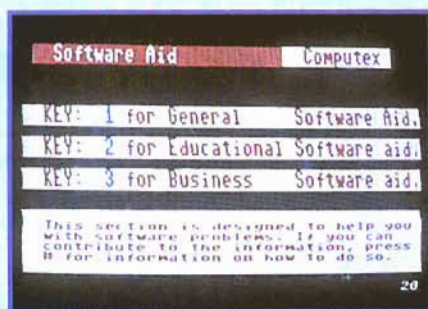 Software Aid Computex
KEY: 1 for General Software Aid.
KEY: 2 for Educational Software aid.
KEY: 3 for Business Software aid.
This section is designed to help you
with software problems. If you can
contribute to the information, press
# for information on how to do so.
20